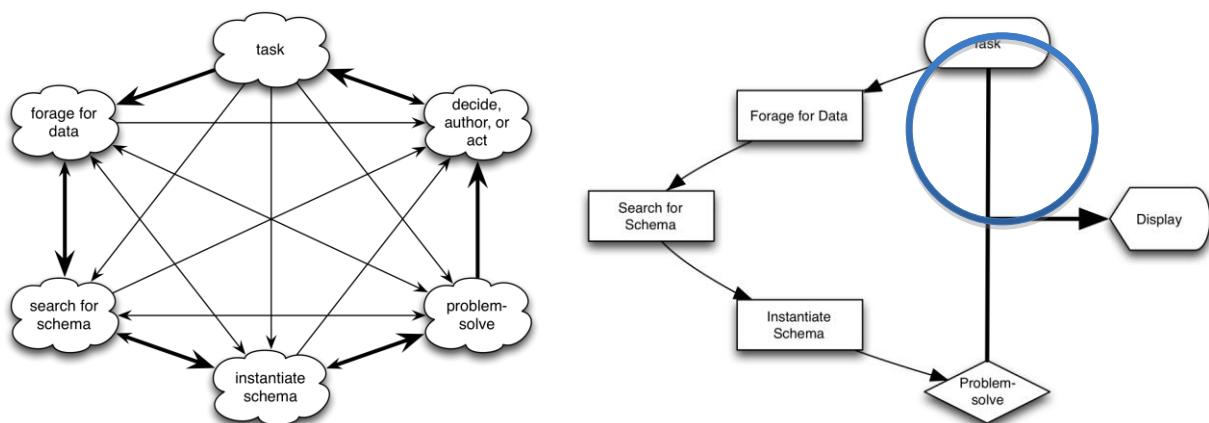 task
forage for
data
decide,
author, or
act
search for
schema
problem-
solve
instantiate
schema
Task
Forage for Data
Search for
Schema
Display
Instantiate
Schema
Problem-
solve